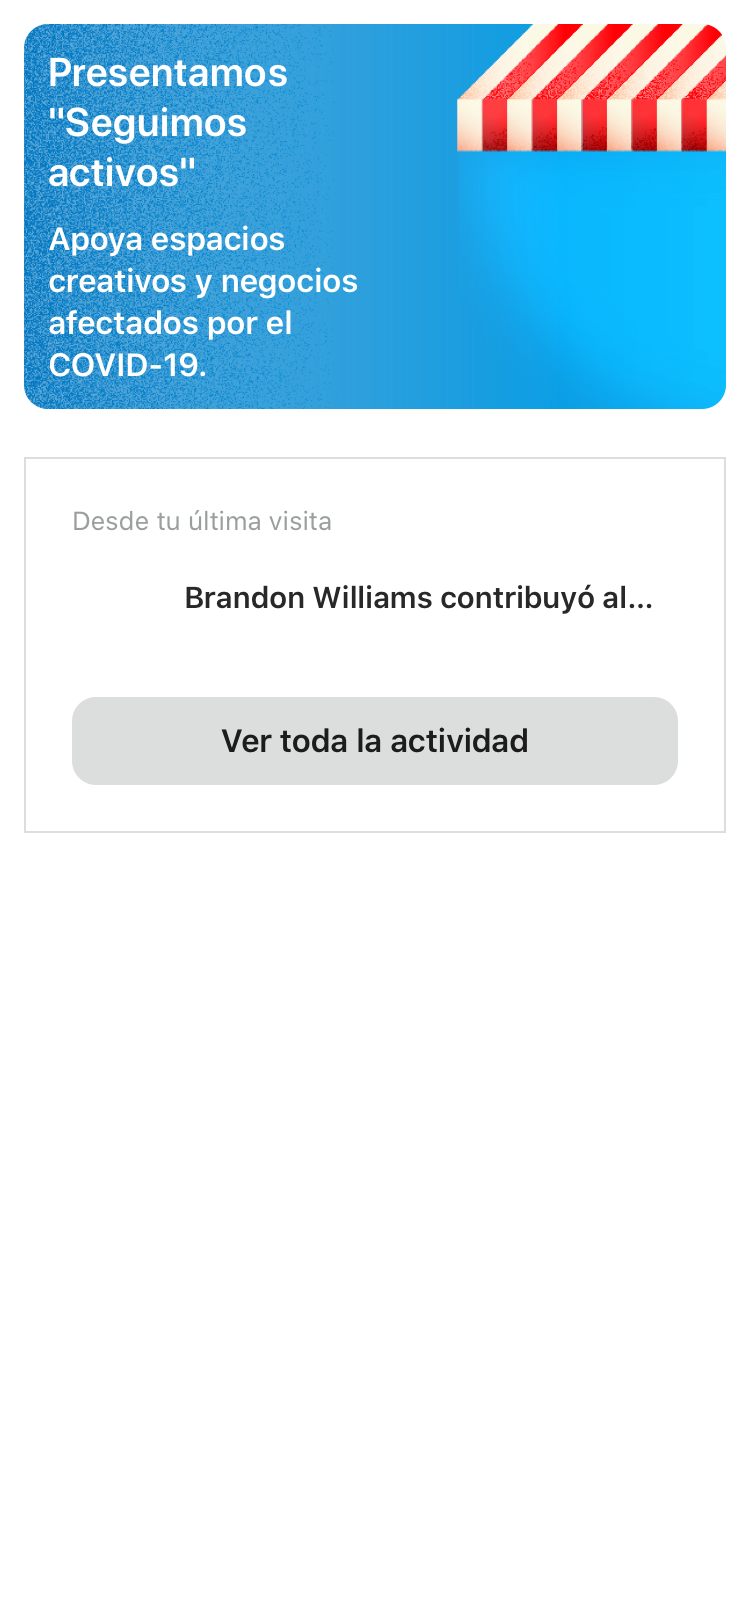 Presentamos
"Seguimos
activos"
Apoya espacios
creativos y negocios
afectados por el
COVID-19.
Desde tu última visita
Brandon Williams contribuyó al...
Ver toda la actividad